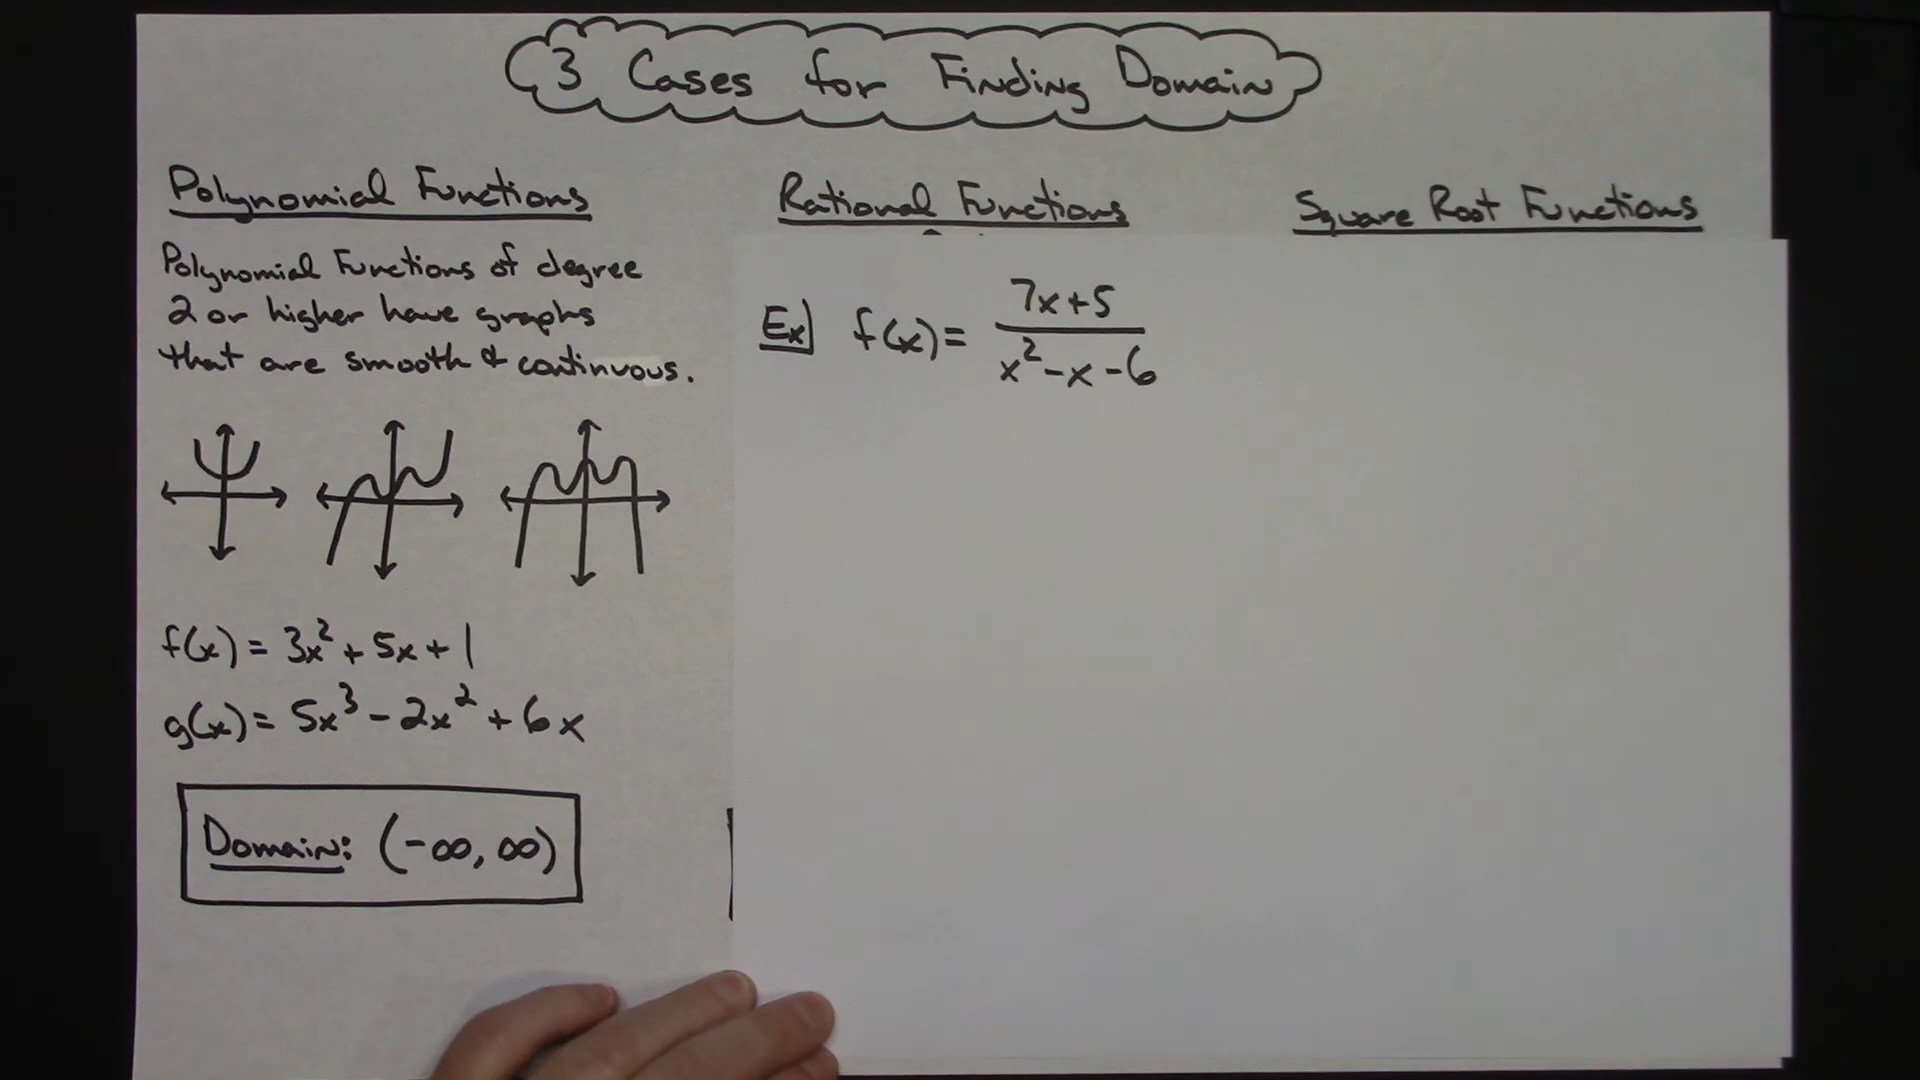 3 Cases for Finding Domain
Polynomial Functions
Polynomial Functions of degree
2 or higher have graphs
that are smooth & continuous.
f(x) = 3x² + 5x + 1
g(x) = 5x³ - 2x² + 6x
Domain: (-∞, ∞)
Rational Functions
Ex) f(x) = 7x+5
x² - x - 6
Square Root Functions